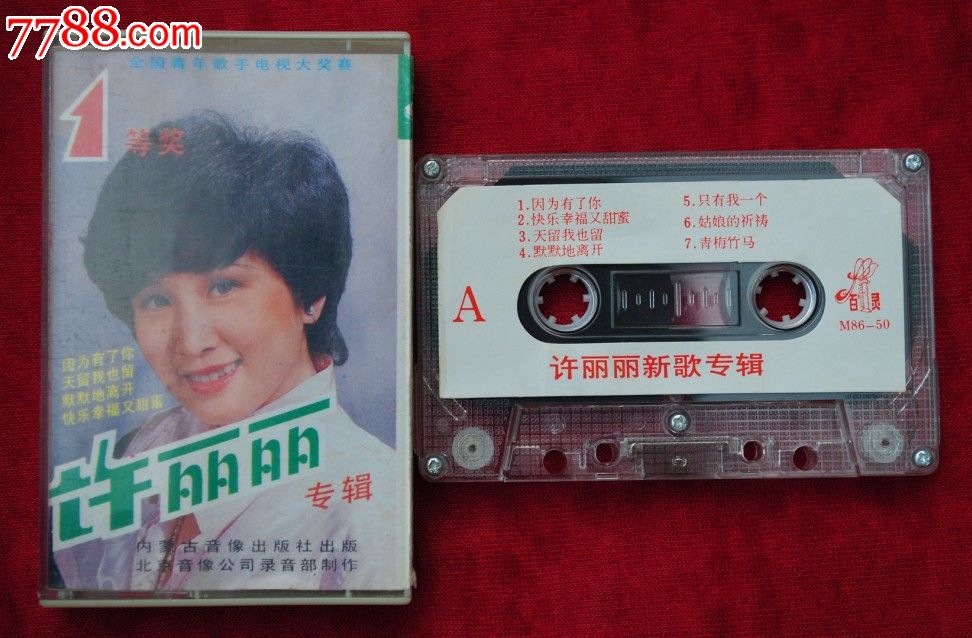 7788.com
全国青年歌手电视大奖赛
1等奖
因为有了你
天留我也留
默默地离开
快乐幸福又甜蜜
许丽丽
专辑
内蒙古音像出版社出版
北京音像公司录音部制作
1.因为有了你
2.快乐幸福又甜蜜
3.天留我也留
4.默默地离开
5.只有我一个
6.姑娘的祈祷
7.青梅竹马
A
百灵
M86-50
许丽丽新歌专辑